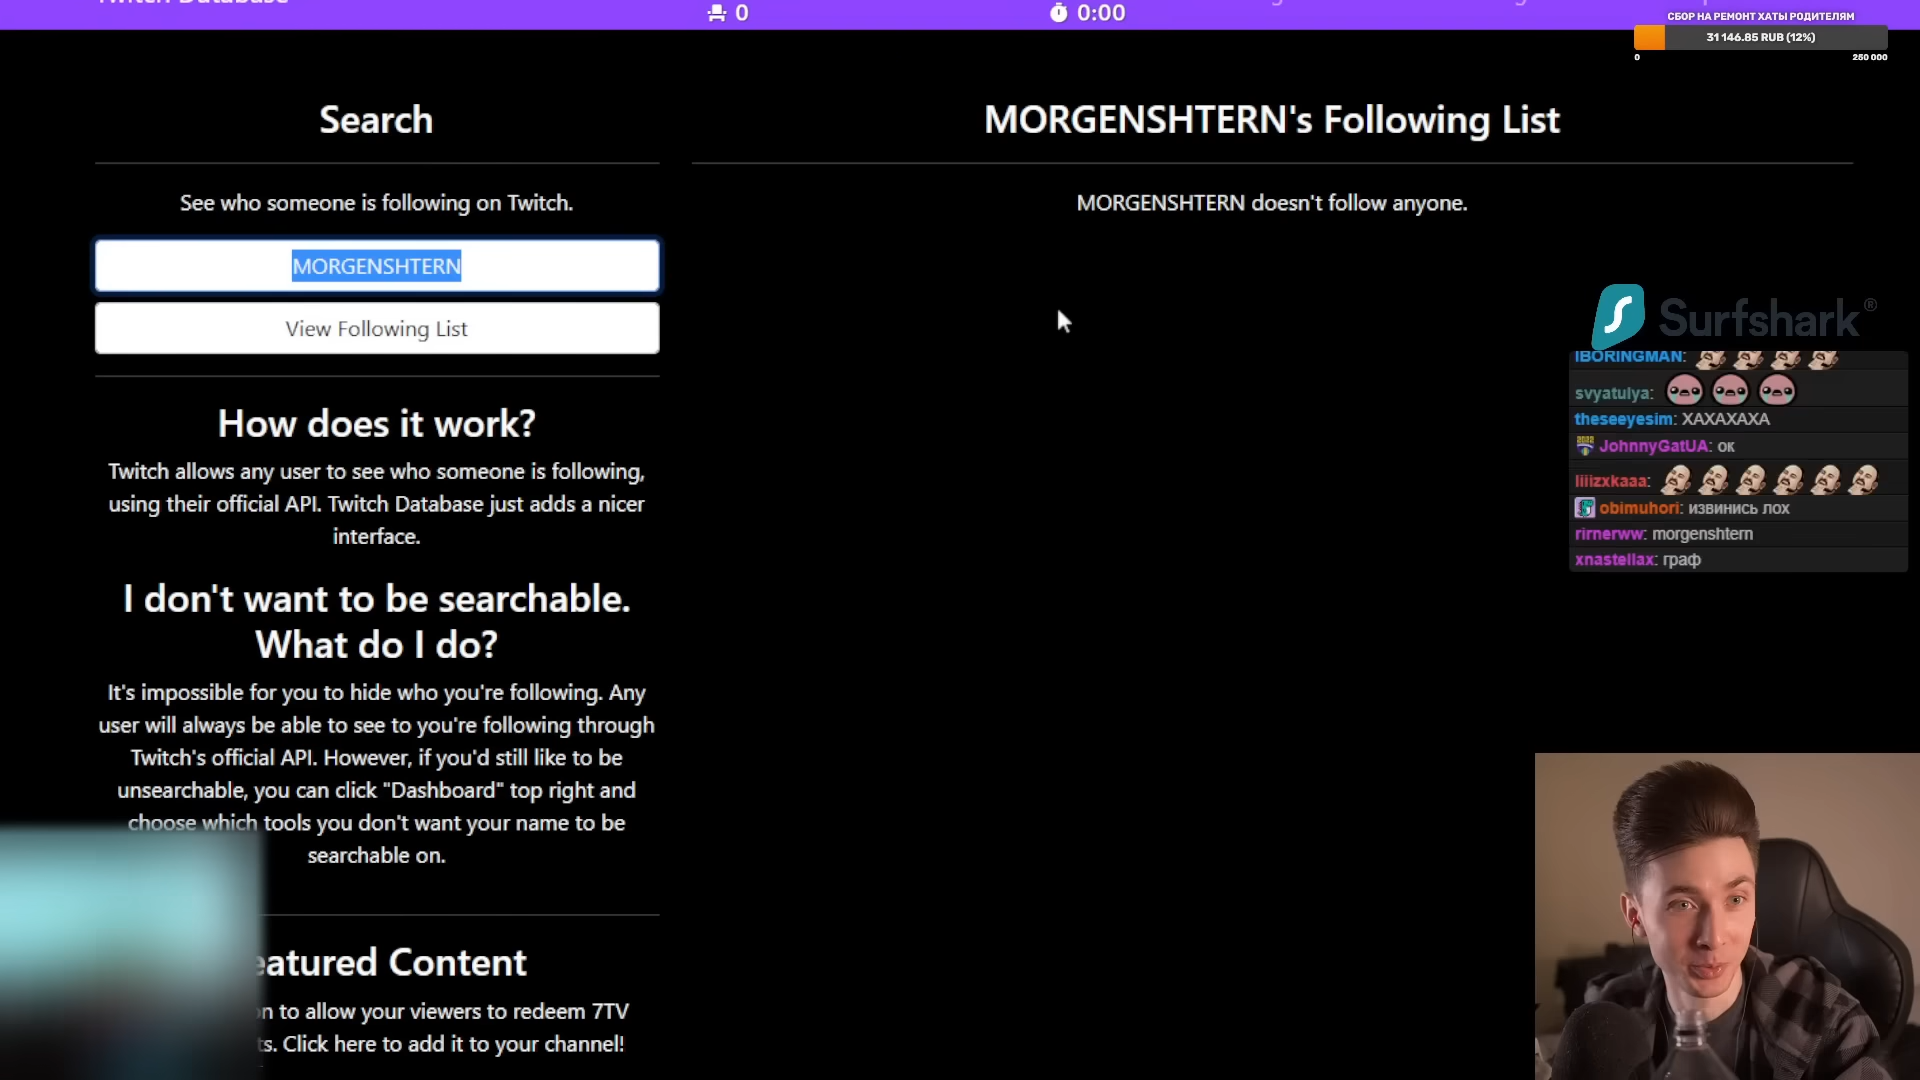 0
0:00
СБОР НА РЕМОНТ ХАТЫ РОДИТЕЛЯМ
31 146.85 RUB (12%)
0
250 000
Search
See who someone is following on Twitch.
MORGENSHTERN
View Following List
How does it work?
Twitch allows any user to see who someone is following,
using their official API. Twitch Database just adds a nicer
interface.
I don't want to be searchable.
What do I do?
It's impossible for you to hide who you're following. Any
user will always be able to see to you're following through
Twitch's official API. However, if you'd still like to be
unsearchable, you can click "Dashboard" top right and
choose which tools you don't want your name to be
searchable on.
eatured Content
on to allow your viewers to redeem 7TV
ts. Click here to add it to your channel!
MORGENSHTERN's Following List
MORGENSHTERN doesn't follow anyone.
Surfshark®
IBORINGMAN:
svyatulya:
theseeyesim: XAXAXAXA
JohnnyGatUA: ок
liiizxkaaa:
obimuhori: извинись лох
rirnerww: morgenshtern
xnastellax: граф